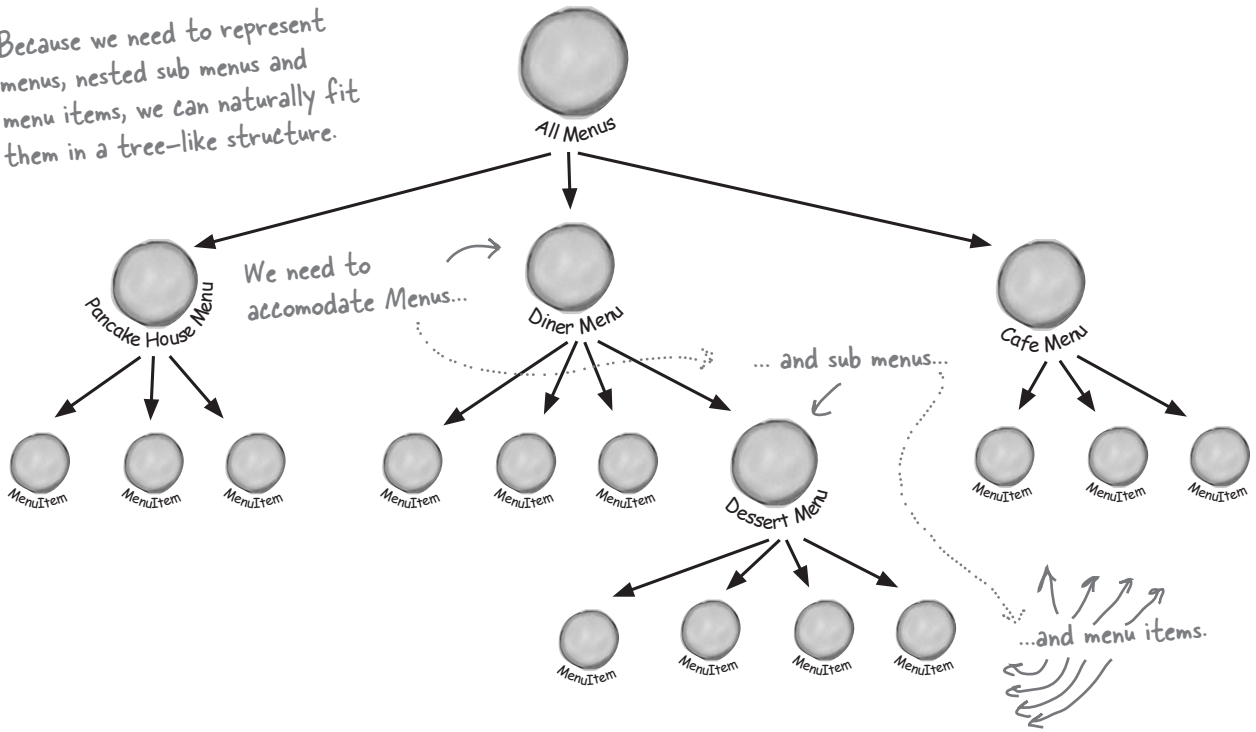 Because we need to represent
menus, nested sub menus and
menu items, we can naturally fit
them in a tree-like structure.
All Menus
We need to
accomodate Menus...
Pancake House Menu
Diner Menu
Cafe Menu
... and sub menus...
MenuItem
MenuItem
MenuItem
MenuItem
MenuItem
MenuItem
Dessert Menu
MenuItem
MenuItem
MenuItem
...and menu items.
MenuItem
MenuItem
MenuItem
MenuItem